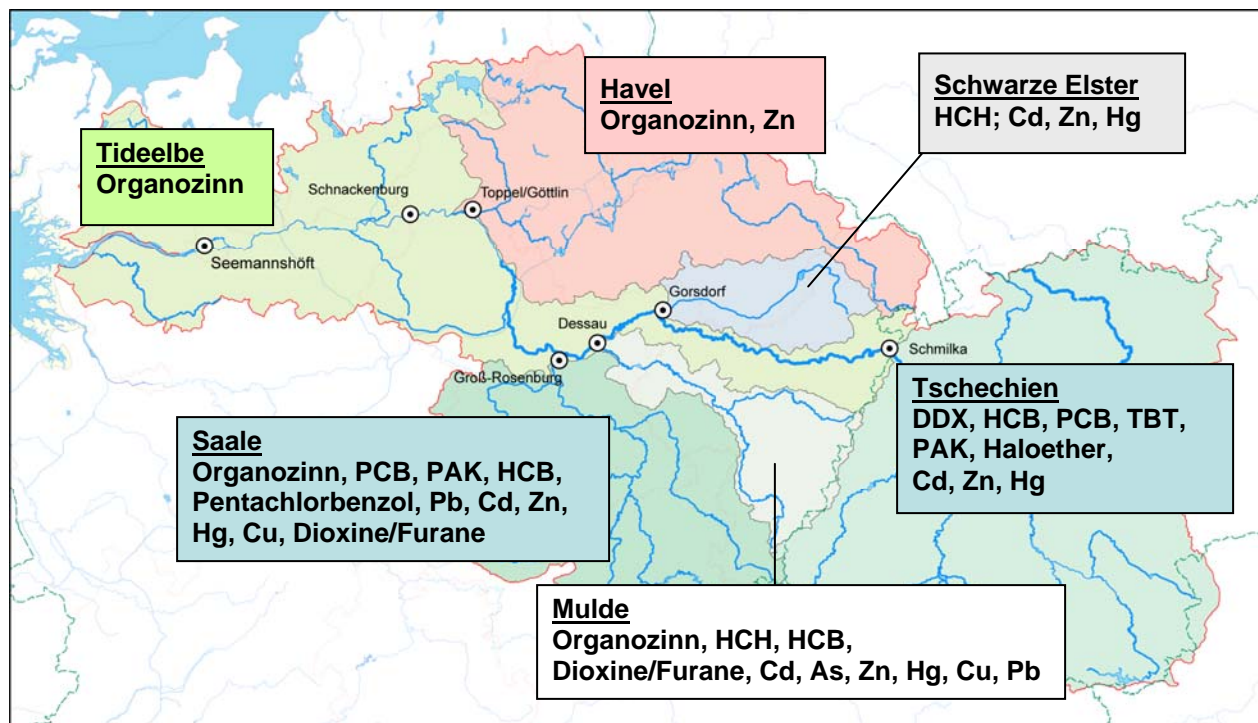 Havel
Organozinn, Zn
Schwarze Elster
HCH; Cd, Zn, Hg
Tideelbe
Organozinn
Schnackenburg
Toppel/Göttlin
Seemannshöft
Gorsdorf
Dessau
Schmilka
Groß-Rosenburg
Tschechien
DDX, HCB, PCB, TBT,
PAK, Haloether,
Cd, Zn, Hg
Saale
Organozinn, PCB, PAK, HCB,
Pentachlorbenzol, Pb, Cd, Zn,
Hg, Cu, Dioxine/Furane
Mulde
Organozinn, HCH, HCB,
Dioxine/Furane, Cd, As, Zn, Hg, Cu, Pb